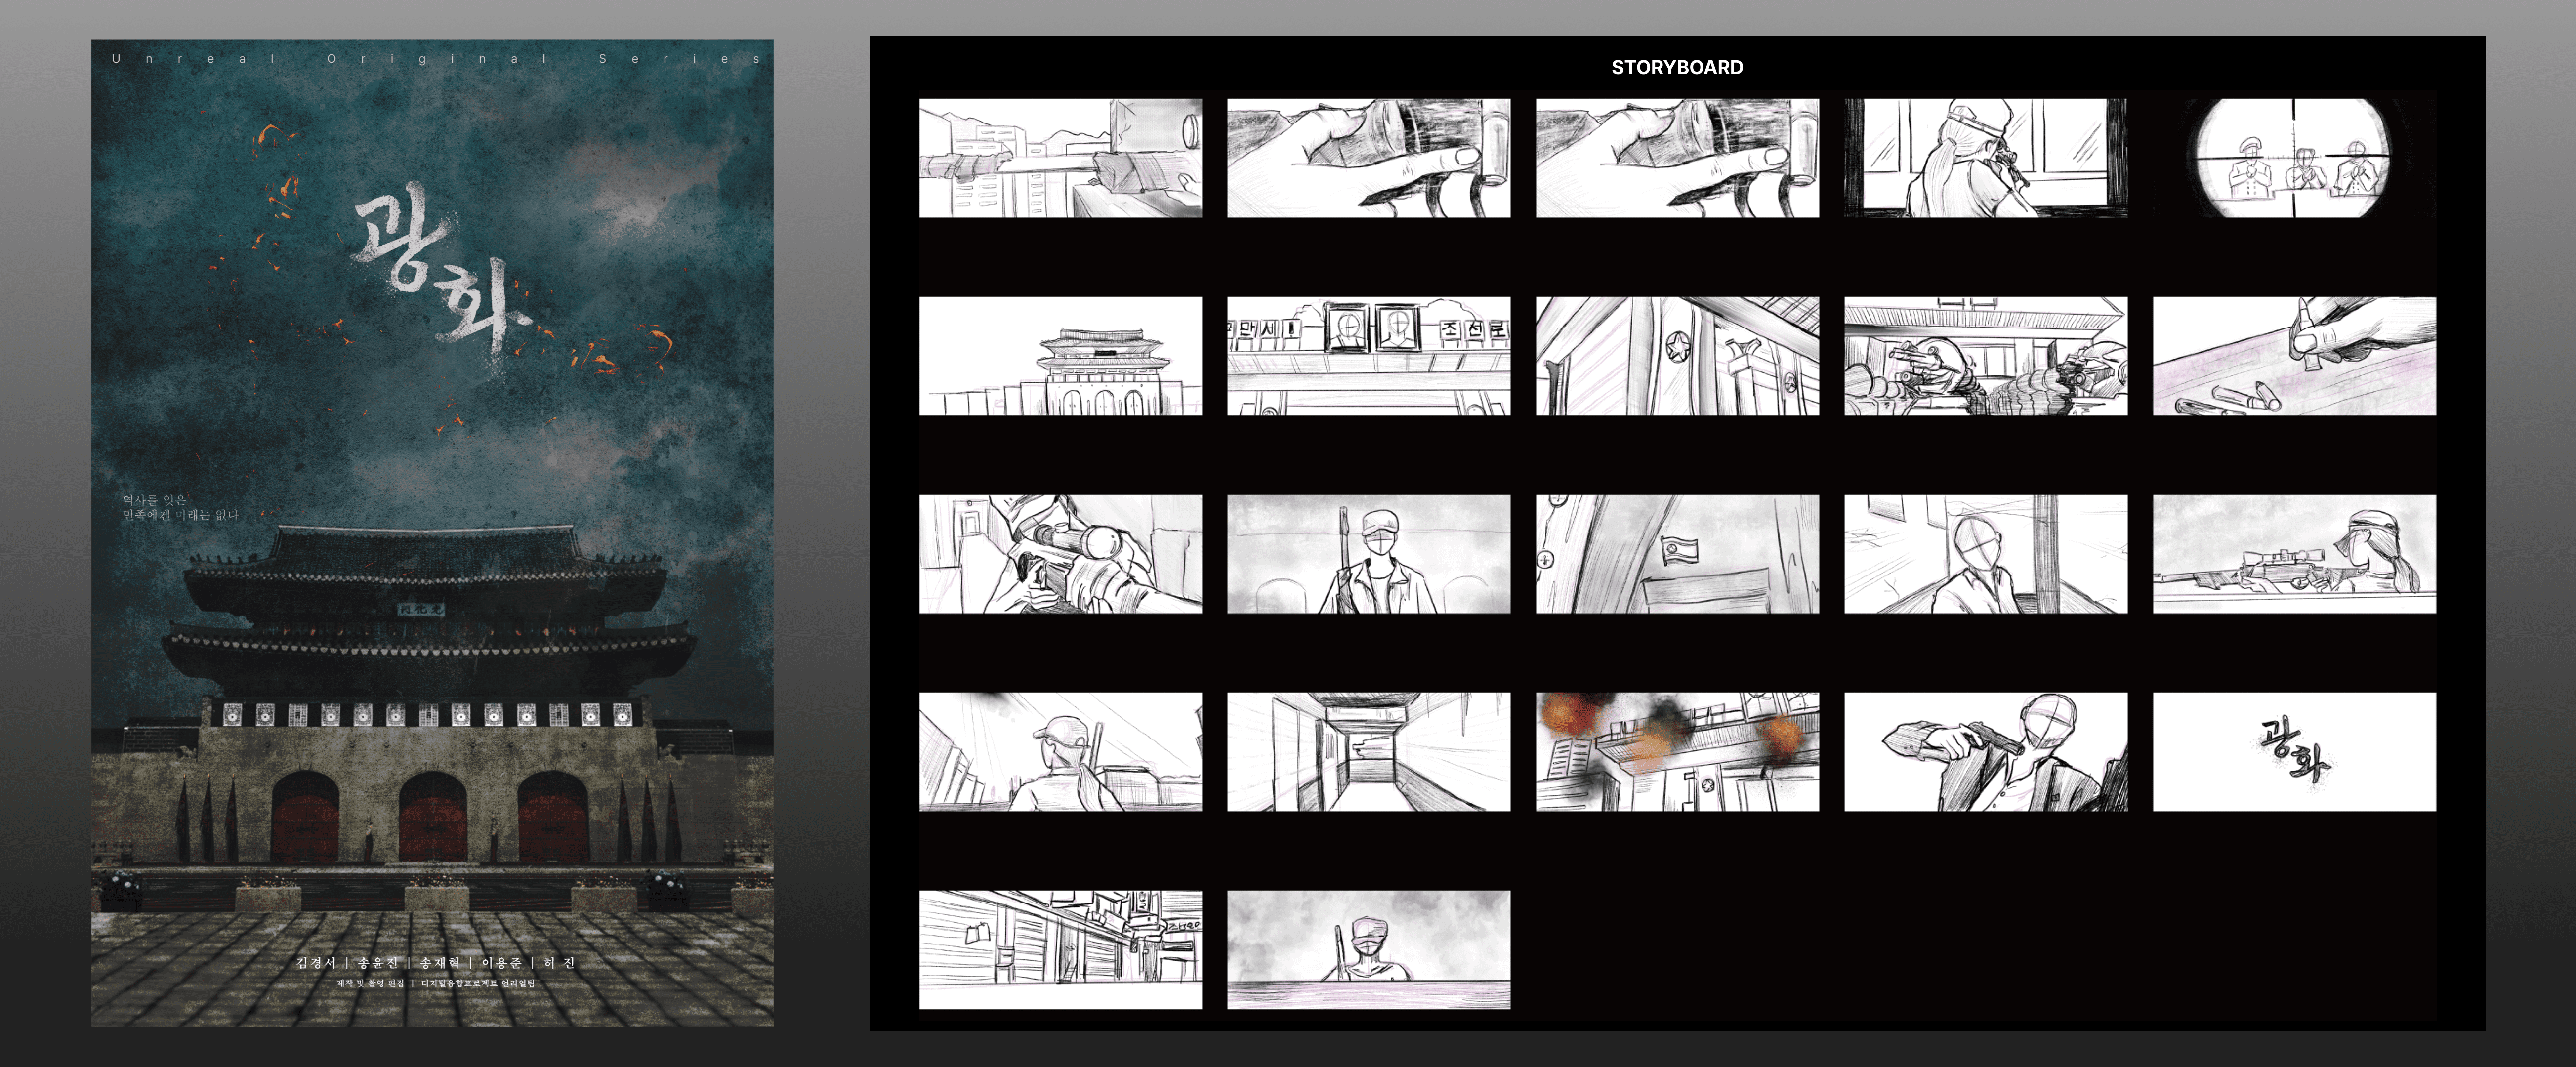 Unreal Original Series
광화
역사를 잊은
민족에겐 미래는 없다
김경서 | 송윤진 | 송재혁 | 이용준 | 허 진
제작 및 촬영 편집 | 디지털융합프로젝트 언리얼팀
STORYBOARD
만세! 조선로
광화